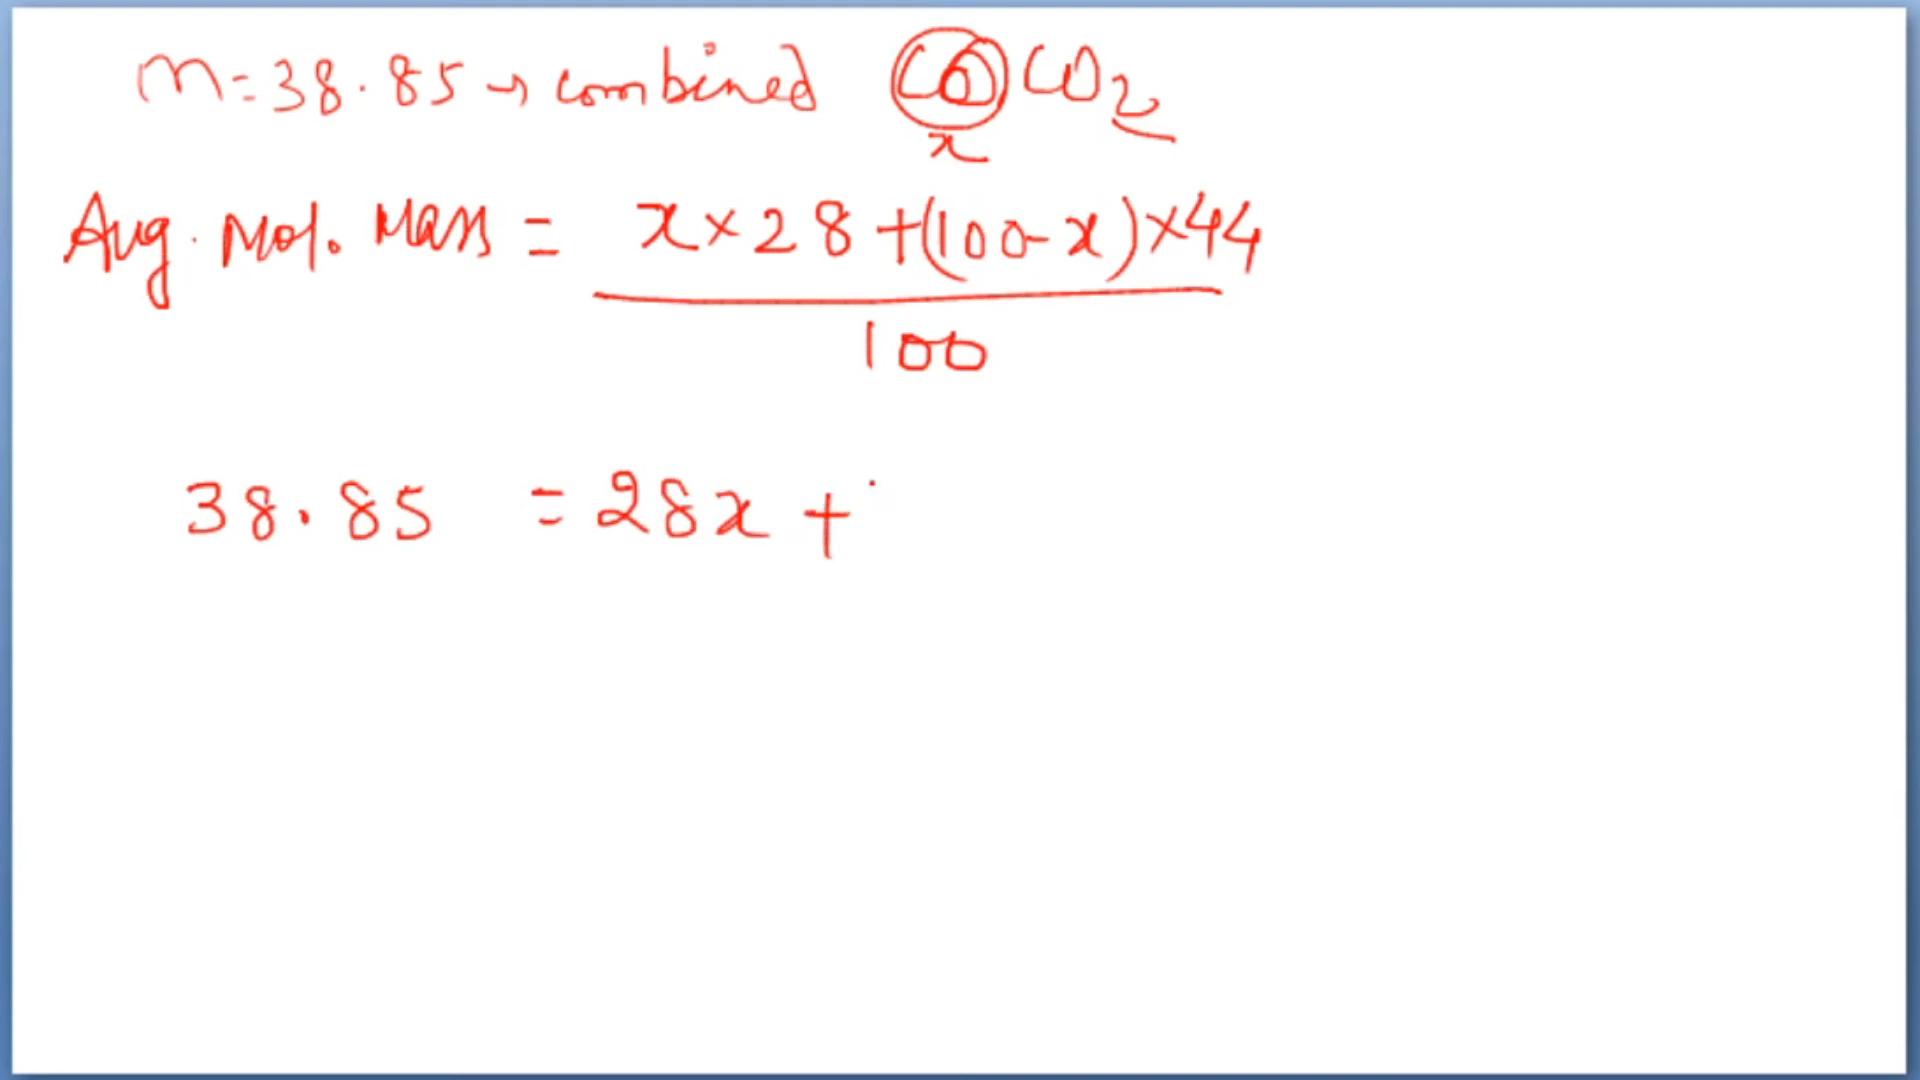 m=38.85→combined CO CO2
x
Avg. Mol. Mass = x×28+(100-x)×44
100
38.85 =28x+